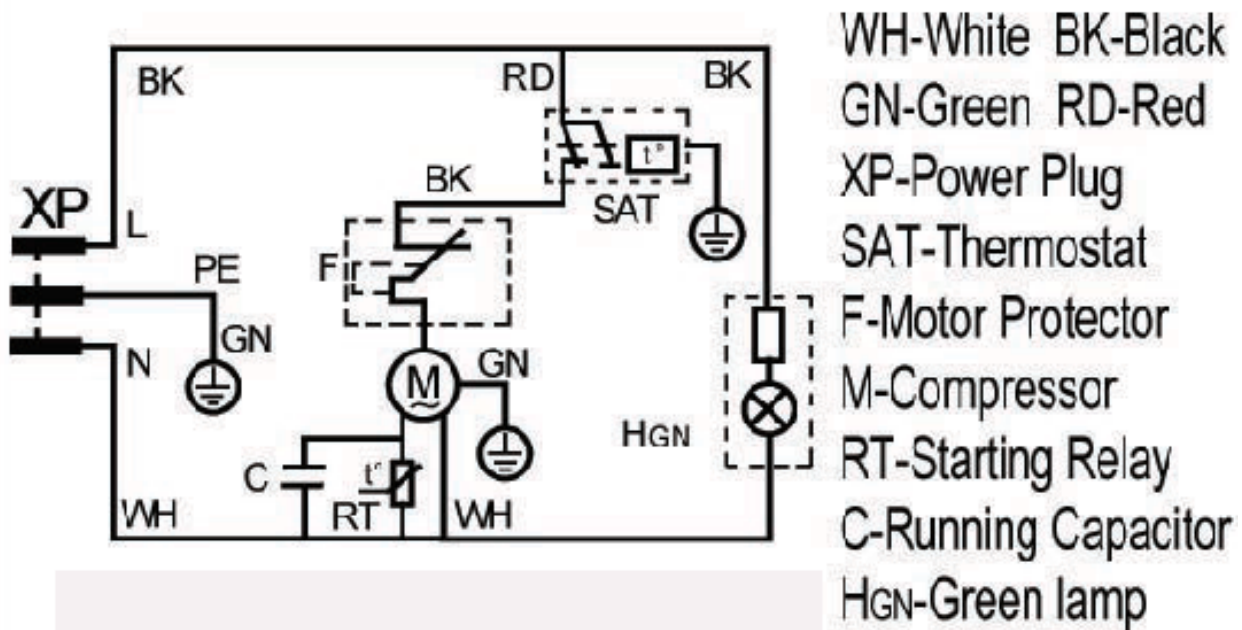 BK
RD
BK
XP
L
BK
t°
SAT
PE
F
N
GN
M
GN
HGN
C
t°
RT
WH
WH
WH-White BK-Black
GN-Green RD-Red
XP-Power Plug
SAT-Thermostat
F-Motor Protector
M-Compressor
RT-Starting Relay
C-Running Capacitor
HGN-Green lamp